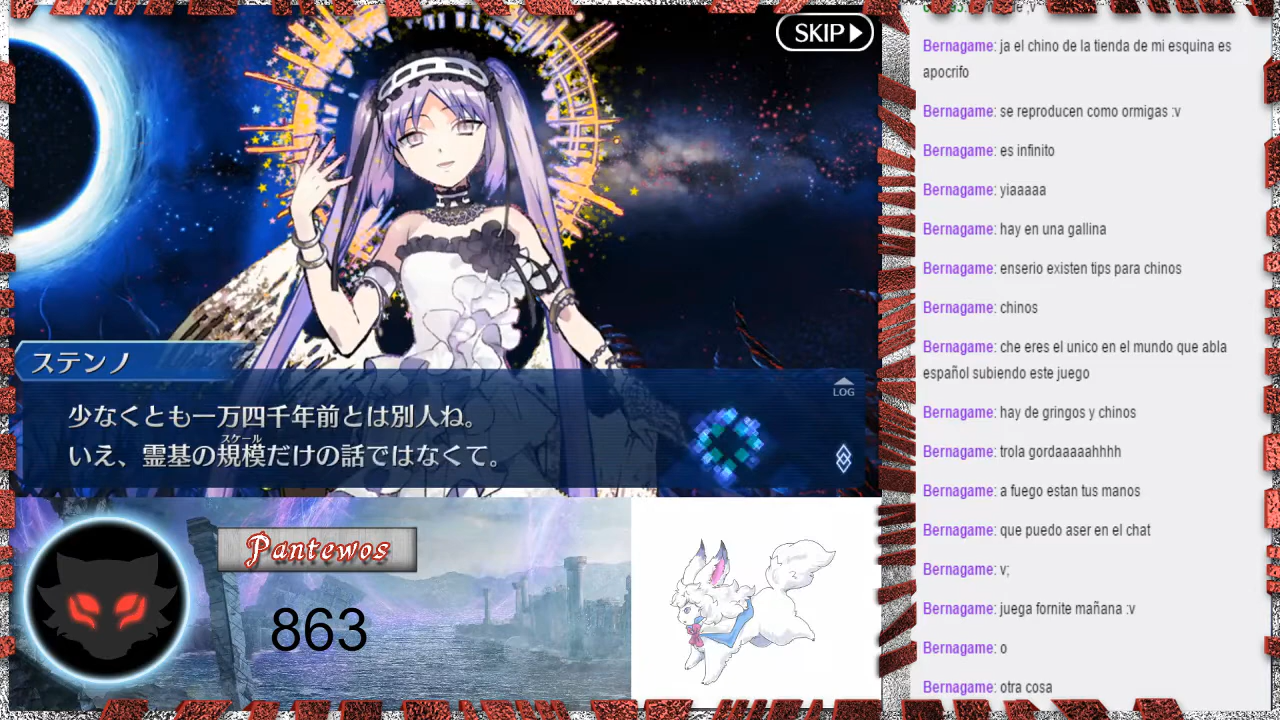 SKIP
ステンノ
LOG
少なくとも一万四千年前とは別人ね。
スケール
いえ、霊基の規模だけの話ではなくて。
Pantewos
863
Bernagame: ja el chino de la tienda de mi esquina es
apocrifo
Bernagame: se reproducen como ormigas :v
Bernagame: es infinito
Bernagame: yiaaaaa
Bernagame: hay en una gallina
Bernagame: enserio existen tips para chinos
Bernagame: chinos
Bernagame: che eres el unico en el mundo que abla
español subiendo este juego
Bernagame: hay de gringos y chinos
Bernagame: trola gordaaaaahhhh
Bernagame: a fuego estan tus manos
Bernagame: que puedo aser en el chat
Bernagame: v;
Bernagame: juega fornite mañana :v
Bernagame: o
Bernagame: otra cosa